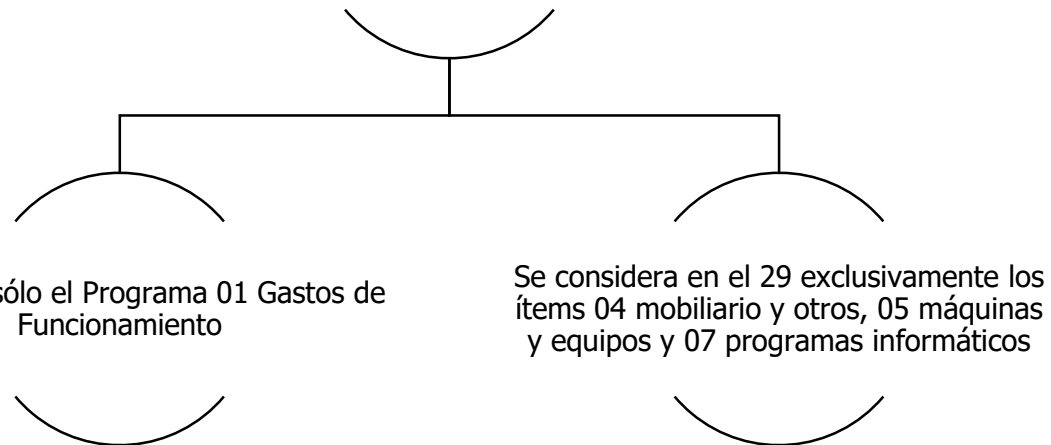 sólo el Programa 01 Gastos de
Funcionamiento
Se considera en el 29 exclusivamente los
ítems 04 mobiliario y otros, 05 máquinas
y equipos y 07 programas informáticos